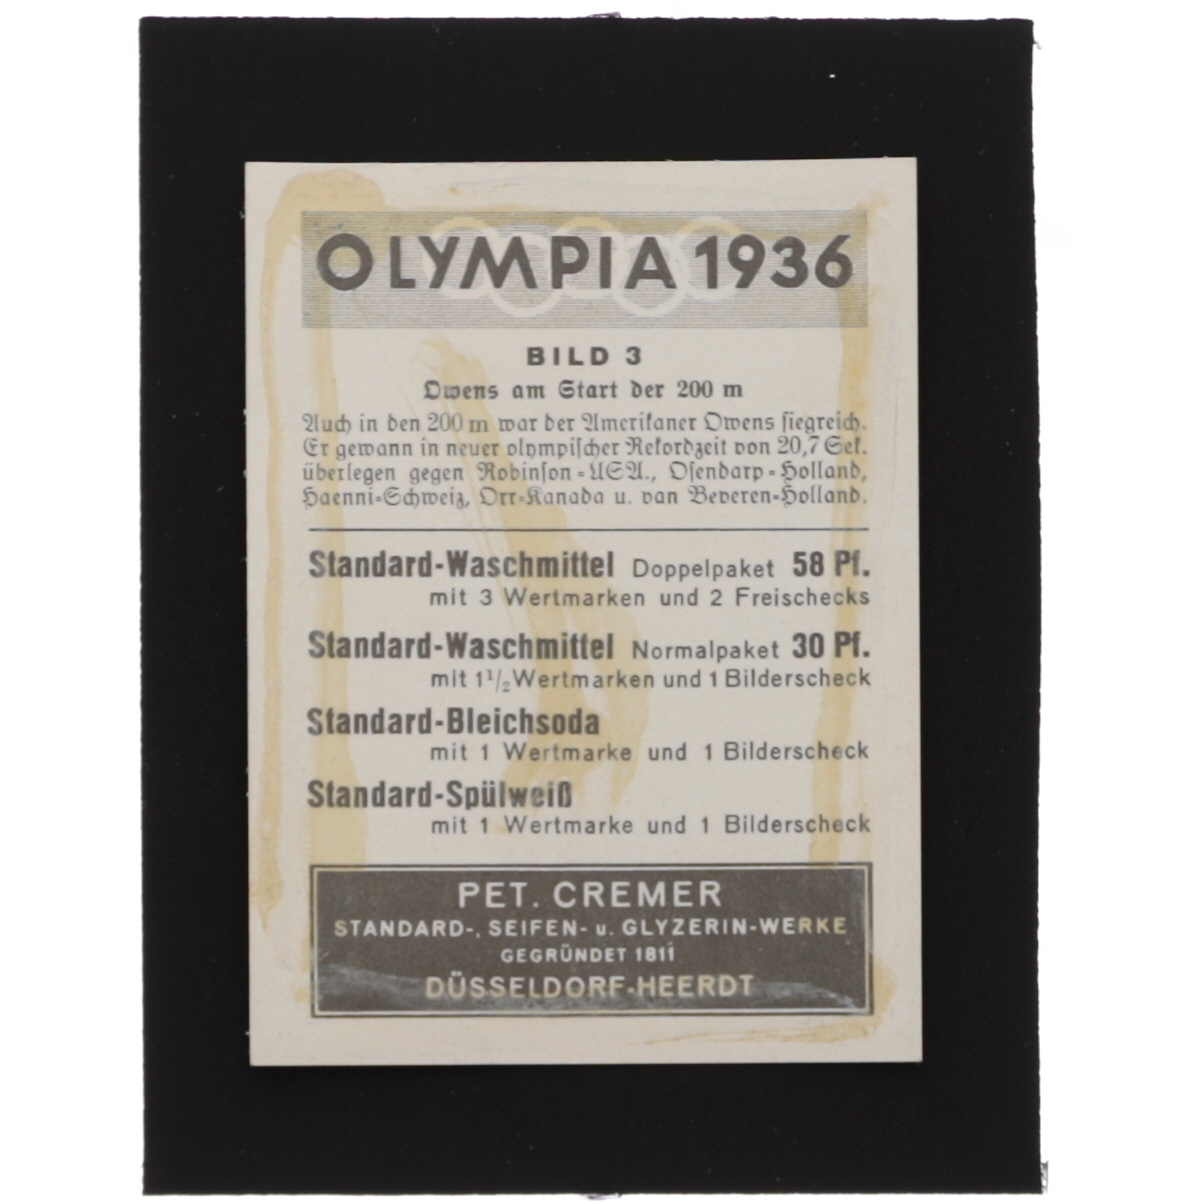 OLYMPIA 1936
BILD 3
Owens am Start der 200 m
Auch in den 200 m war der Amerikaner Owens siegreich.
Er gewann in neuer olympischer Rekordzeit von 20,7 Sek.
überlegen gegen Robinson-USA., Osendarp-Holland,
Haenni-Schweiz, Orr-Kanada u. van Beveren-Holland.
Standard-Waschmittel Doppelpaket 58 Pf.
mit 3 Wertmarken und 2 Freischecks
Standard-Waschmittel Normalpaket 30 Pf.
mit 1 1/2 Wertmarken und 1 Bilderscheck
Standard-Bleichsoda
mit 1 Wertmarke und 1 Bilderscheck
Standard-Spülweiß
mit 1 Wertmarke und 1 Bilderscheck
PET. CREMER
STANDARD-, SEIFEN- u. GLYZERIN-WERKE
GEGRÜNDET 1811
DÜSSELDORF-HEERDT